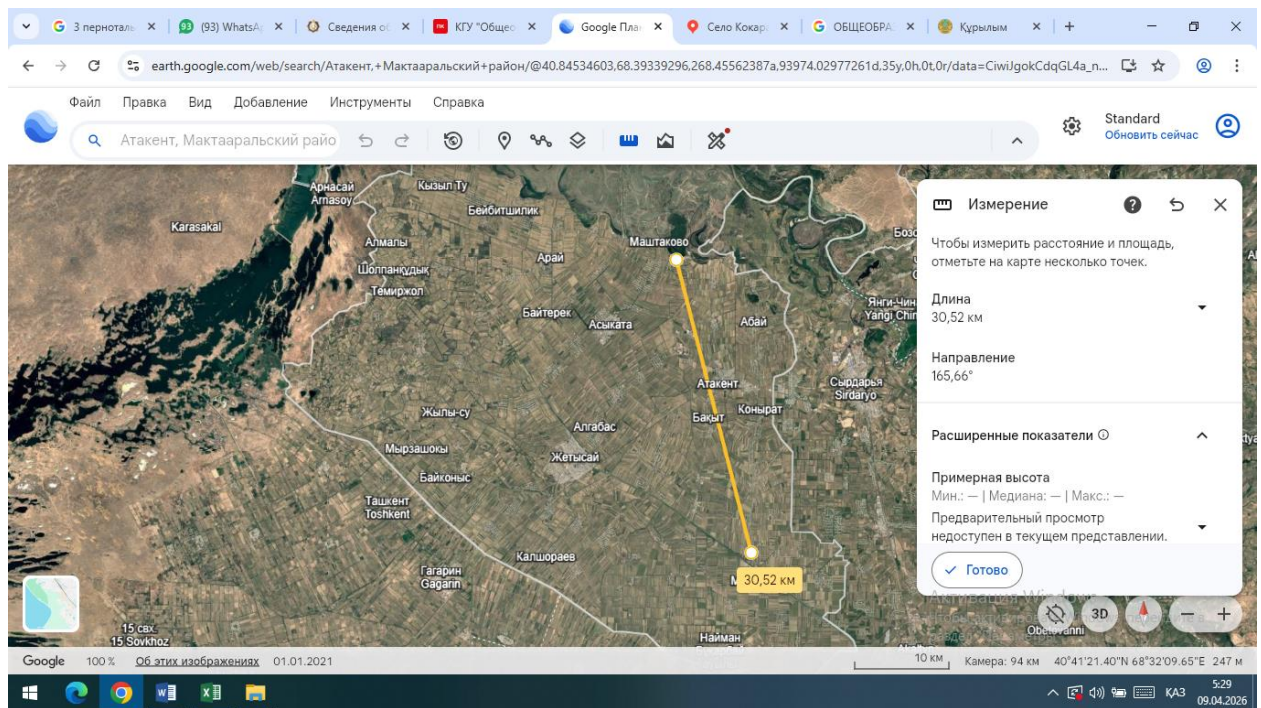 3 пернотал
(93) WhatsA
Сведения о
КГУ "Общео
Google Пла
Село Кокар
ОБЩЕОБРА
Құрылым
earth.google.com/web/search/Атакент,+Мактааральский+район/@40.84534603,68.39339296,268.45562387a,93974.02977261d,35y,0h,0t,0r/data=CiwiJgokCdqGL4a_n...
Файл Правка Вид Добавление Инструменты Справка
Атакент, Мактааральский райо
Standard
Обновить сейчас
Арнасай
Arnasoy
Кызыл Ту
Бейбитшилик
Karasakal
Алмалы
Маштаково
Арай
Шолпанқұдық
Темиржол
Байтерек
Асыката
Абай
Янги-Чин
Yangi Chin
Атакент
Сырдарья
Sirdaryo
Жылы-су
Бақыт
Конырат
Алгабас
Мырзашокы
Жетысай
Байконыс
Ташкент
Toshkent
Калшораев
Гагарин
Gagarin
30,52 км
15 свх.
15 Sovkhoz
Найман
Измерение
Чтобы измерить расстояние и площадь,
отметьте на карте несколько точек.
Длина
30,52 км
Направление
165,66°
Расширенные показатели
Примерная высота
Мин.: — | Медиана: — | Макс.: —
Предварительный просмотр
недоступен в текущем представлении.
Готово
3D
Google 100 % Об этих изображениях 01.01.2021
10 км Камера: 94 км 40°41'21.40"N 68°32'09.65"E 247 м
ҚАЗ
5:29
09.04.2026